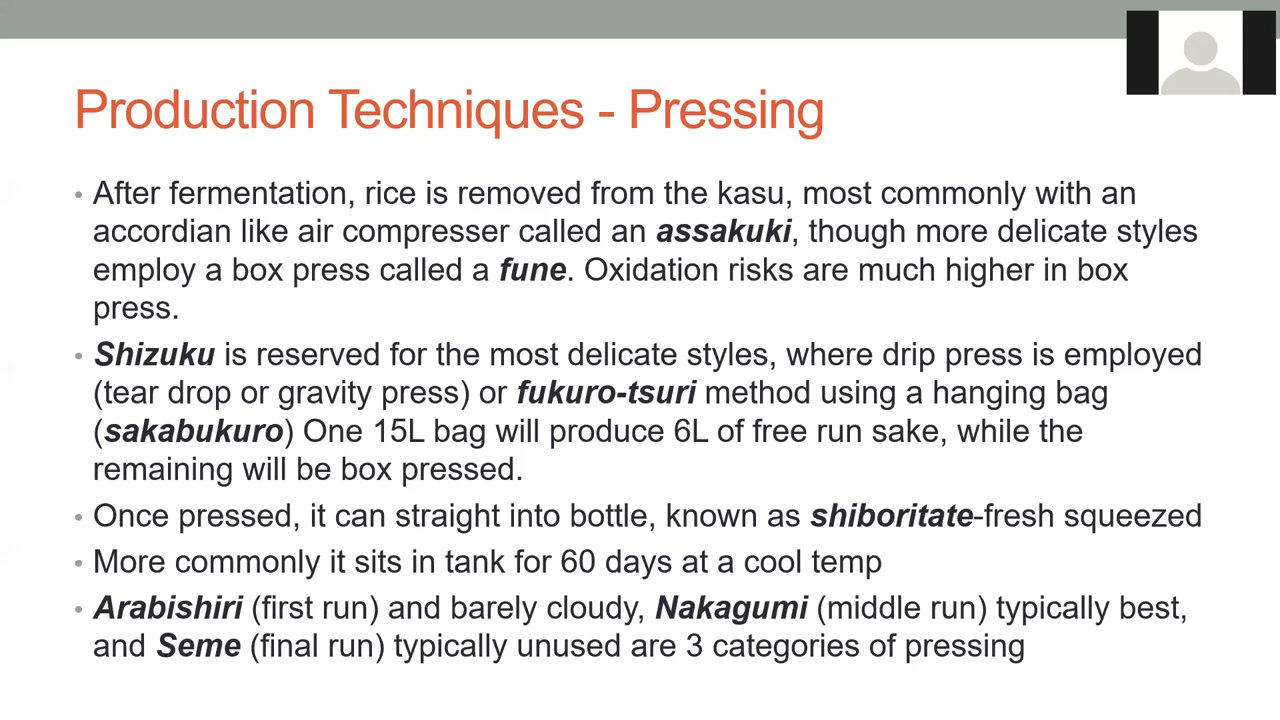 Production Techniques - Pressing
• After fermentation, rice is removed from the kasu, most commonly with an
accordian like air compresser called an assakuki, though more delicate styles
employ a box press called a fune. Oxidation risks are much higher in box
press.
• Shizuku is reserved for the most delicate styles, where drip press is employed
(tear drop or gravity press) or fukuro-tsuri method using a hanging bag
(sakabukuro) One 15L bag will produce 6L of free run sake, while the
remaining will be box pressed.
• Once pressed, it can straight into bottle, known as shiboritate-fresh squeezed
• More commonly it sits in tank for 60 days at a cool temp
• Arabishiri (first run) and barely cloudy, Nakagumi (middle run) typically best,
and Seme (final run) typically unused are 3 categories of pressing